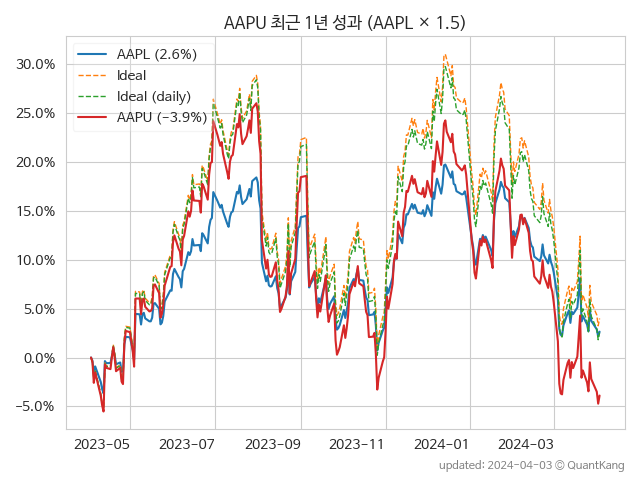 AAPU 최근 1년 성과 (AAPL × 1.5)
AAPL (2.6%)
Ideal
Ideal (daily)
AAPU (−3.9%)
30.0%
25.0%
20.0%
15.0%
10.0%
5.0%
0.0%
−5.0%
2023-05 2023-07 2023-09 2023-11 2024-01 2024-03
updated: 2024-04-03 © QuantKang